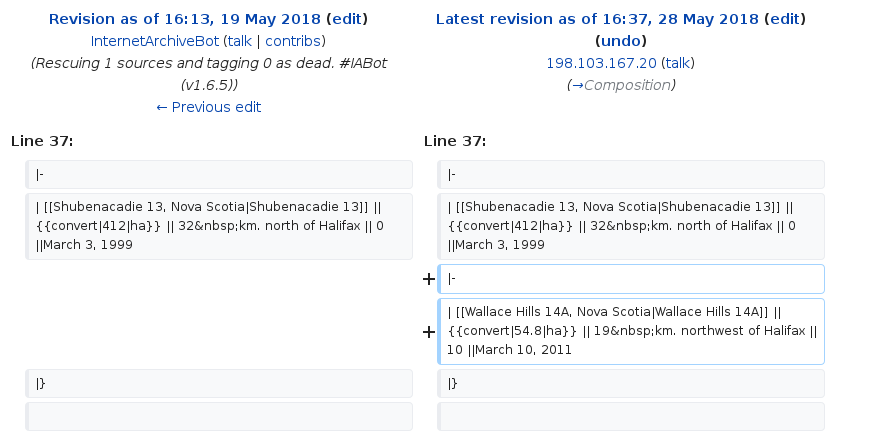 Revision as of 16:13, 19 May 2018 (edit)
InternetArchiveBot (talk | contribs)
(Rescuing 1 sources and tagging 0 as dead. #IABot
(v1.6.5))
← Previous edit
Latest revision as of 16:37, 28 May 2018 (edit)
(undo)
198.103.167.20 (talk)
(→Composition)
Line 37:
Line 37:
|-
|-
| [[Shubenacadie 13, Nova Scotia|Shubenacadie 13]] ||
{{convert|412|ha}} || 32&nbsp;km. north of Halifax || 0
||March 3, 1999
| [[Shubenacadie 13, Nova Scotia|Shubenacadie 13]] ||
{{convert|412|ha}} || 32&nbsp;km. north of Halifax || 0
||March 3, 1999
+ |-
+ | [[Wallace Hills 14A, Nova Scotia|Wallace Hills 14A]] ||
{{convert|54.8|ha}} || 19&nbsp;km. northwest of Halifax ||
10 ||March 10, 2011
|}
|}